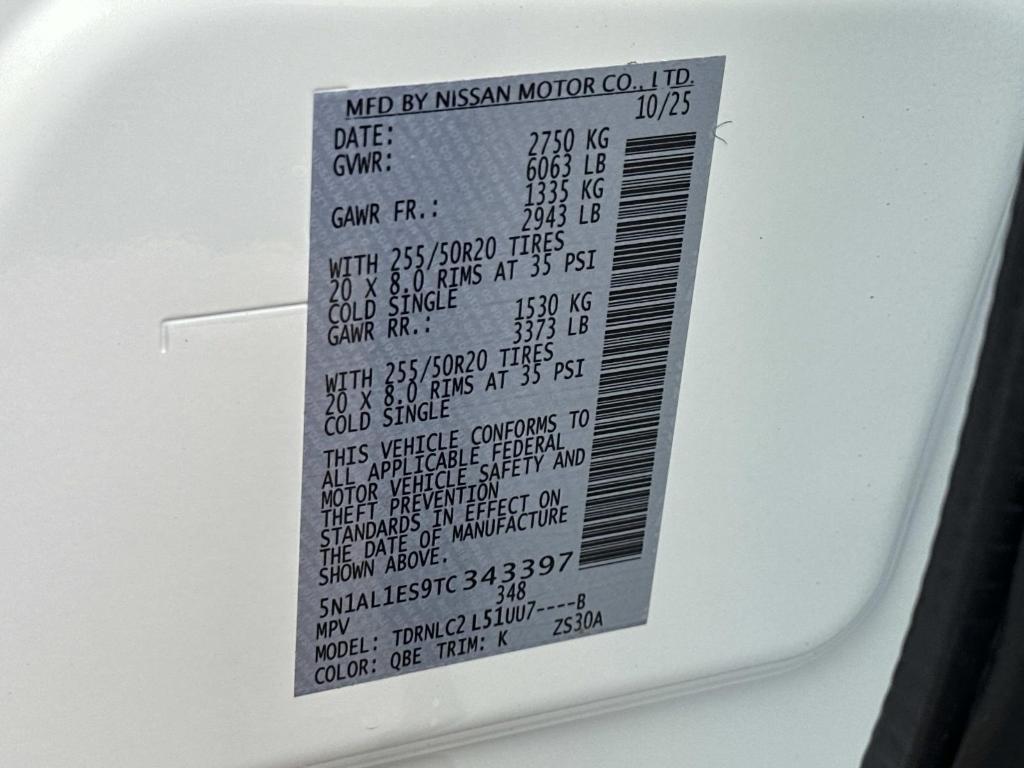 MFD BY NISSAN MOTOR CO., LTD.
DATE: 10/25
GVWR: 2750 KG
6063 LB
GAWR FR.: 1335 KG
2943 LB
WITH 255/50R20 TIRES
20 X 8.0 RIMS AT 35 PSI
COLD SINGLE
GAWR RR.: 1530 KG
3373 LB
WITH 255/50R20 TIRES
20 X 8.0 RIMS AT 35 PSI
COLD SINGLE
THIS VEHICLE CONFORMS TO
ALL APPLICABLE FEDERAL
MOTOR VEHICLE SAFETY AND
THEFT PREVENTION
STANDARDS IN EFFECT ON
THE DATE OF MANUFACTURE
SHOWN ABOVE.
5N1AL1ES9TC343397
MPV 348
MODEL: TDRNLC2 L51UU7----B
COLOR: QBE TRIM: K ZS30A